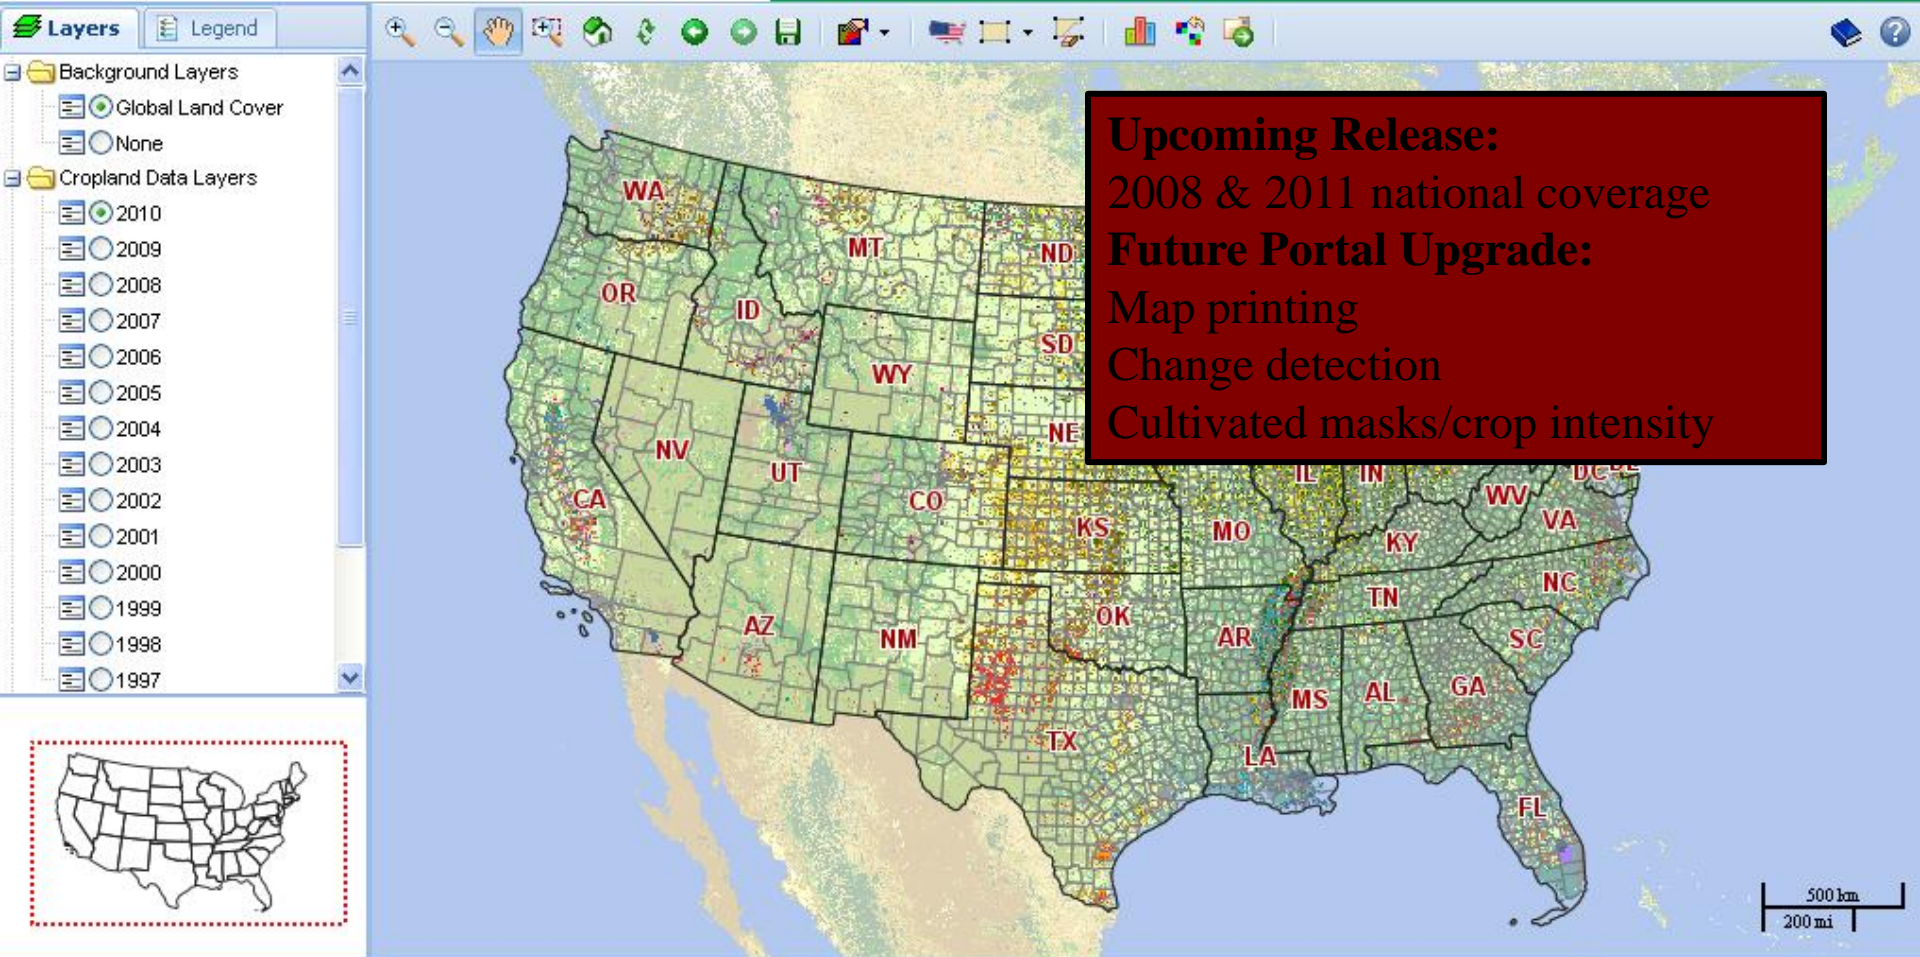 Layers
Legend
Background Layers
Global Land Cover
None
Cropland Data Layers
2010
2009
2008
2007
2006
2005
2004
2003
2002
2001
2000
1999
1998
1997
Upcoming Release:
2008 & 2011 national coverage
Future Portal Upgrade:
Map printing
Change detection
Cultivated masks/crop intensity
WA
MT
ND
OR
ID
SD
WY
NE
NV
UT
CO
CA
KS
MO
IL
IN
WV
DC
DE
VA
KY
NC
TN
AZ
NM
OK
AR
SC
MS
AL
GA
TX
LA
FL
500 km
200 mi